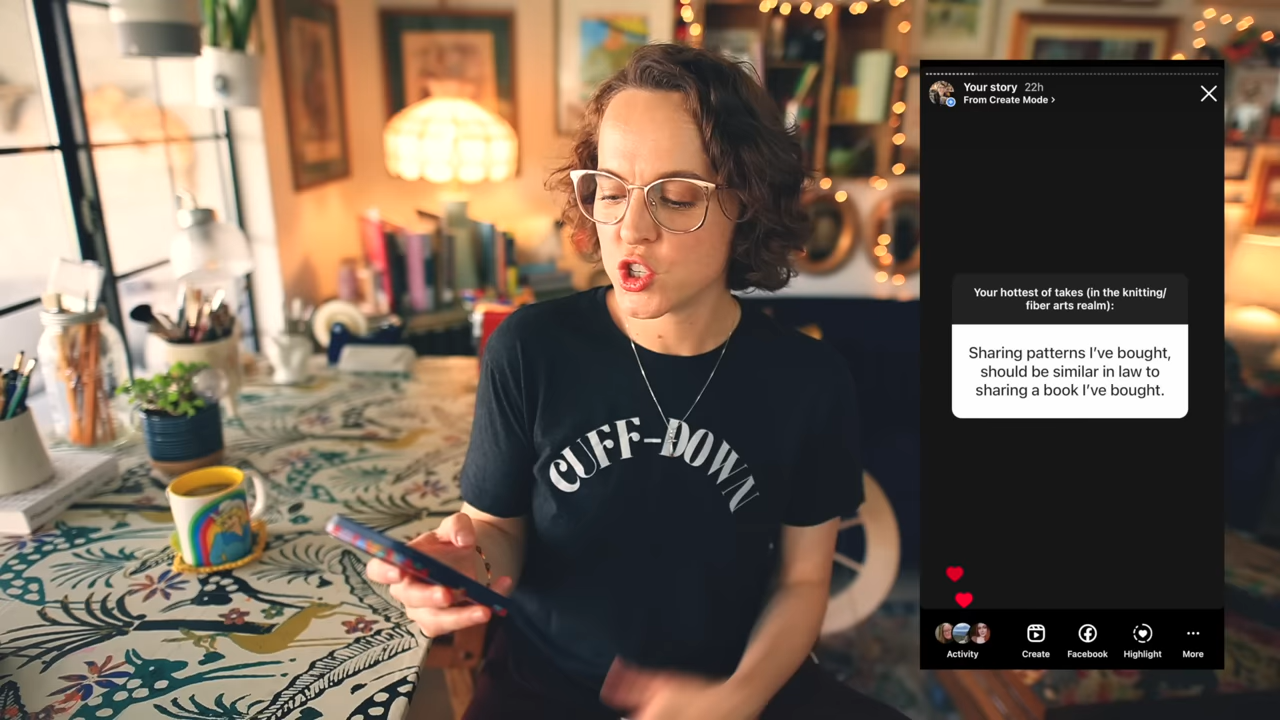 CUFF-DOWN
Your story 22h
From Create Mode >
Your hottest of takes (in the knitting/
fiber arts realm):
Sharing patterns I've bought,
should be similar in law to
sharing a book I've bought.
Activity
Create
Facebook
Highlight
More